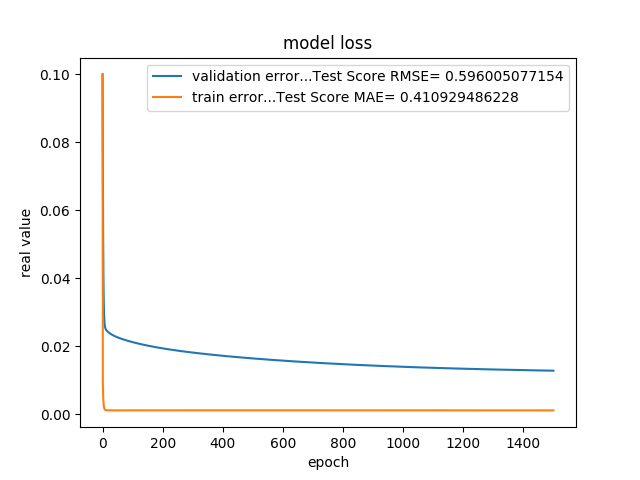 model loss
validation error...Test Score RMSE= 0.596005077154
train error...Test Score MAE= 0.410929486228
0.10
0.08
0.06
0.04
0.02
0.00
real value
0
200
400
600
800
1000
1200
1400
epoch